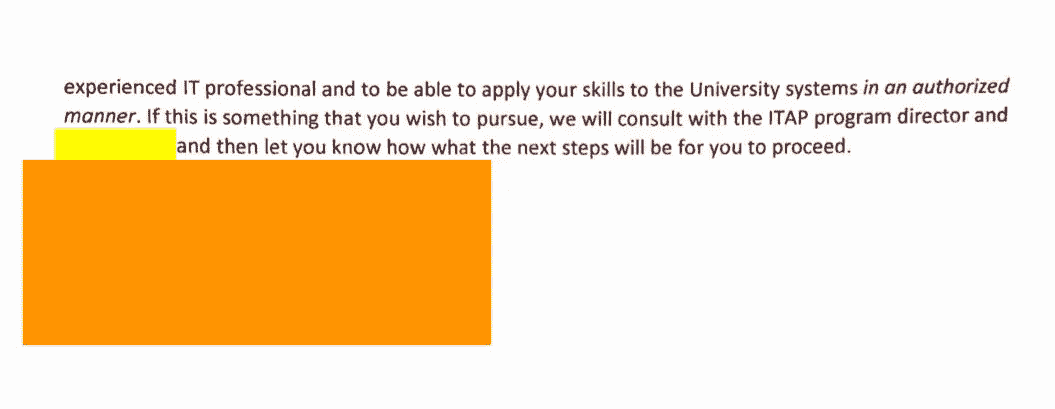 experienced IT professional and to be able to apply your skills to the University systems in an authorized
manner. If this is something that you wish to pursue, we will consult with the ITAP program director and
and then let you know how what the next steps will be for you to proceed.